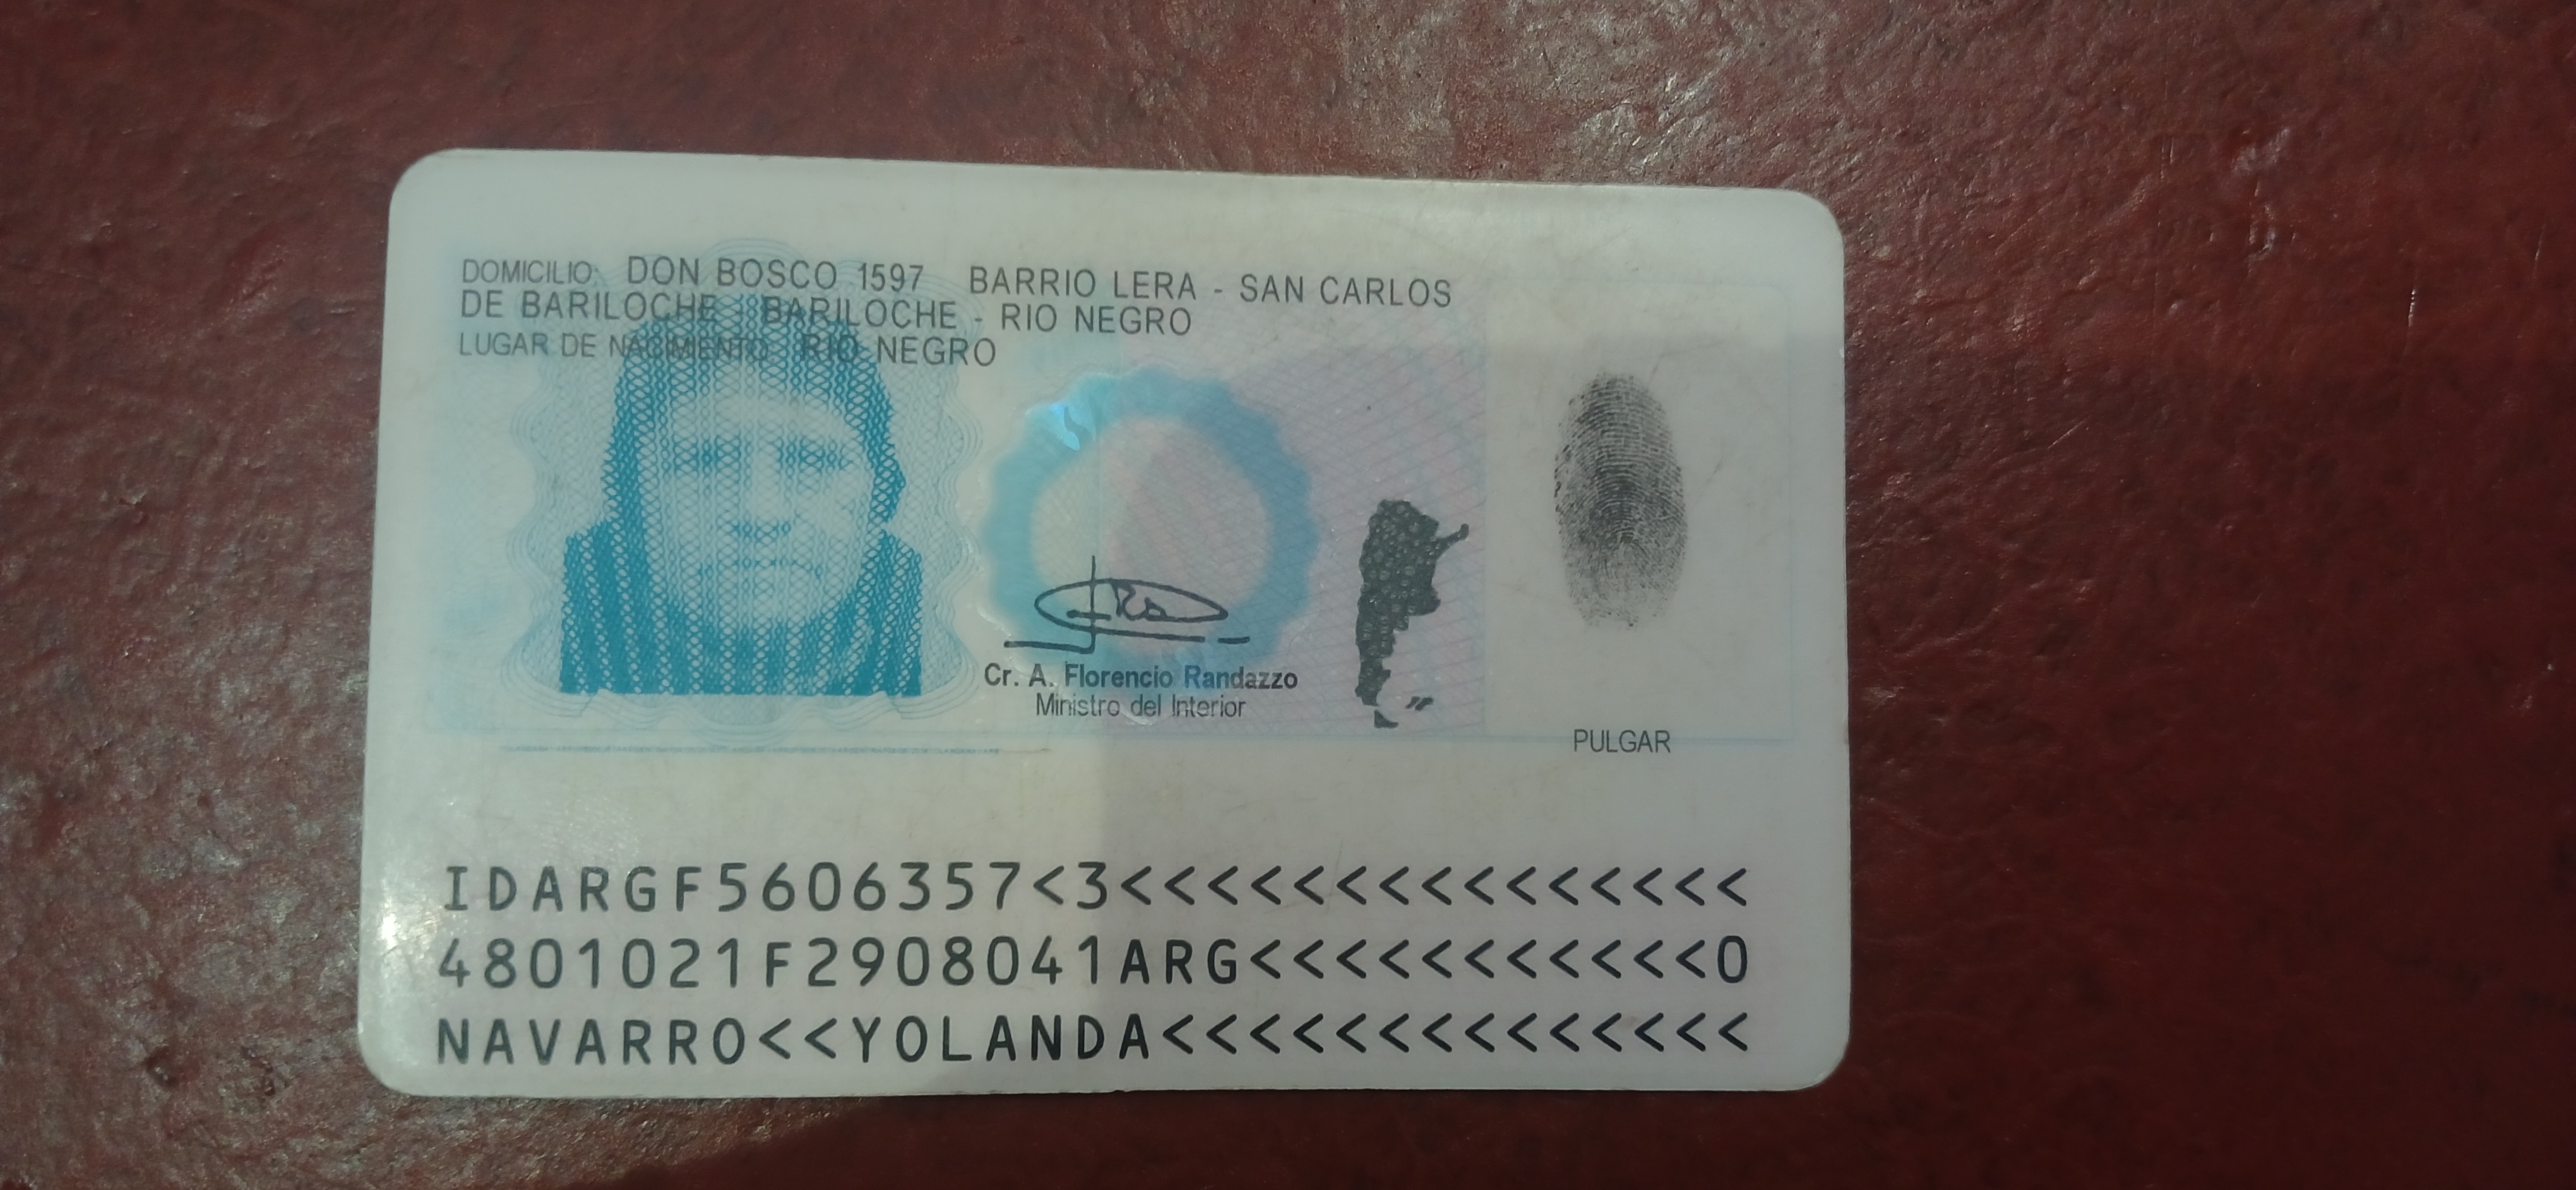 DOMICILIO: DON BOSCO 1597 BARRIO LERA - SAN CARLOS
DE BARILOCHE - BARILOCHE - RIO NEGRO
LUGAR DE NACIMIENTO: RIO NEGRO
Cr. A. Florencio Randazzo
Ministro del Interior
PULGAR
IDARGF5606357<3<<<<<<<<<<<<<<<
4801021F2908041ARG<<<<<<<<<<<0
NAVARRO<<YOLANDA<<<<<<<<<<<<<<